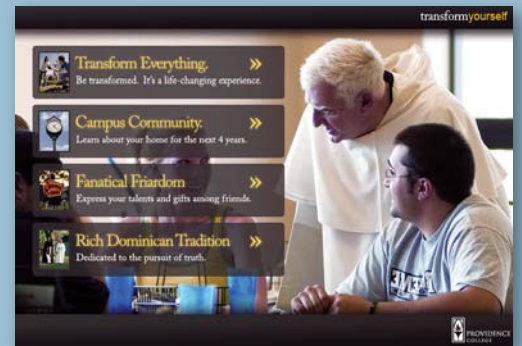 transformyourself
Transform Everything. »
Be transformed. It's a life-changing experience.
Campus Community. »
Learn about your home for the next 4 years.
Fanatical Friardom »
Express your talents and gifts among friends.
Rich Dominican Tradition »
Dedicated to the pursuit of truth.
PROVIDENCE
COLLEGE